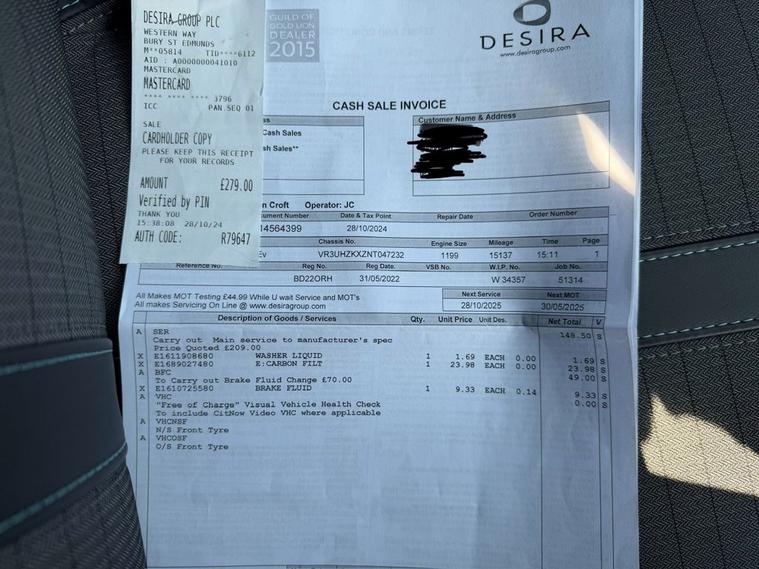 DESIRA GROUP PLC
WESTERN WAY
BURY ST EDMUNDS
M**05814 TID****6112
AID : A0000000041010
MASTERCARD
MASTERCARD
**** **** **** 3796
ICC PAN.SEQ 01
SALE
CARDHOLDER COPY
PLEASE KEEP THIS RECEIPT
FOR YOUR RECORDS
AMOUNT £279.00
Verified by PIN
THANK YOU
15:38:08 28/10/24
AUTH CODE: R79647
GUILD OF
GOLD LION
DEALER
2015
DESIRA
www.desiragroup.com
CASH SALE INVOICE
Customer Name & Address
Cash Sales
sh Sales**
n Croft Operator: JC
ument Number Date & Tax Point Repair Date Order Number
14564399 28/10/2024
Chassis No. Engine Size Mileage Time Page
Ev VR3UHZKXZNT047232 1199 15137 15:11 1
Reference No. Reg No. Reg Date. VSB No. W.I.P. No. Job No.
BD22ORH 31/05/2022 W 34357 51314
All Makes MOT Testing £44.99 While U wait Service and MOT's
All makes Servicing On Line @ www.desiragroup.com
Next Service Next MOT
28/10/2025 30/05/2025
Description of Goods / Services Qty. Unit Price Unit Des. Net Total V
A SER 148.50 S
Carry out Main service to manufacturer's spec
Price Quoted £209.00
X E1611908680 WASHER LIQUID 1 1.69 EACH 0.00 1.69 S
X E1689027480 E:CARBON FILT 1 23.98 EACH 0.00 23.98 S
A BFC 49.00 S
To Carry out Brake Fluid Change £70.00
X E1610725580 BRAKE FLUID 1 9.33 EACH 0.14 9.33 S
A VHC 0.00 S
"Free of Charge" Visual Vehicle Health Check
To include CitNow Video VHC where applicable
A VHCNSF
N/S Front Tyre
A VHCOSF
O/S Front Tyre